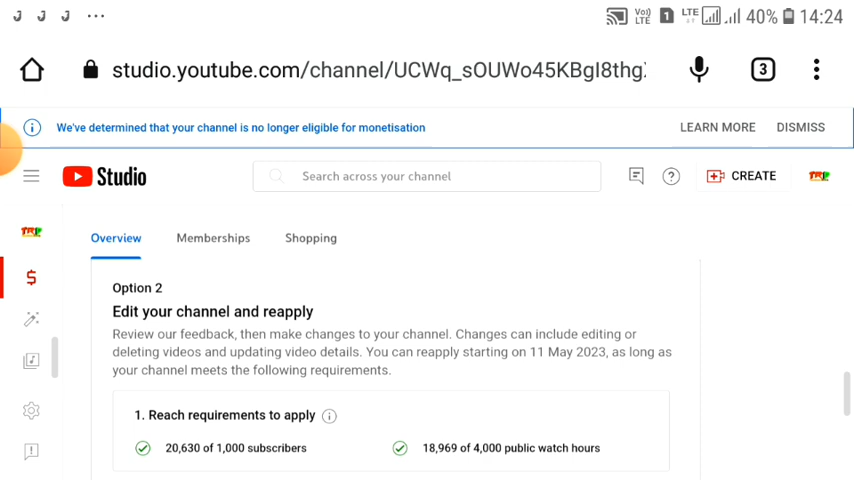 LTE 1 LTE 40% 14:24
studio.youtube.com/channel/UCWq_sOUWo45KBgI8thg
3
We've determined that your channel is no longer eligible for monetisation LEARN MORE DISMISS
Studio Search across your channel CREATE
Overview Memberships Shopping
Option 2
Edit your channel and reapply
Review our feedback, then make changes to your channel. Changes can include editing or
deleting videos and updating video details. You can reapply starting on 11 May 2023, as long as
your channel meets the following requirements.
1. Reach requirements to apply
20,630 of 1,000 subscribers 18,969 of 4,000 public watch hours